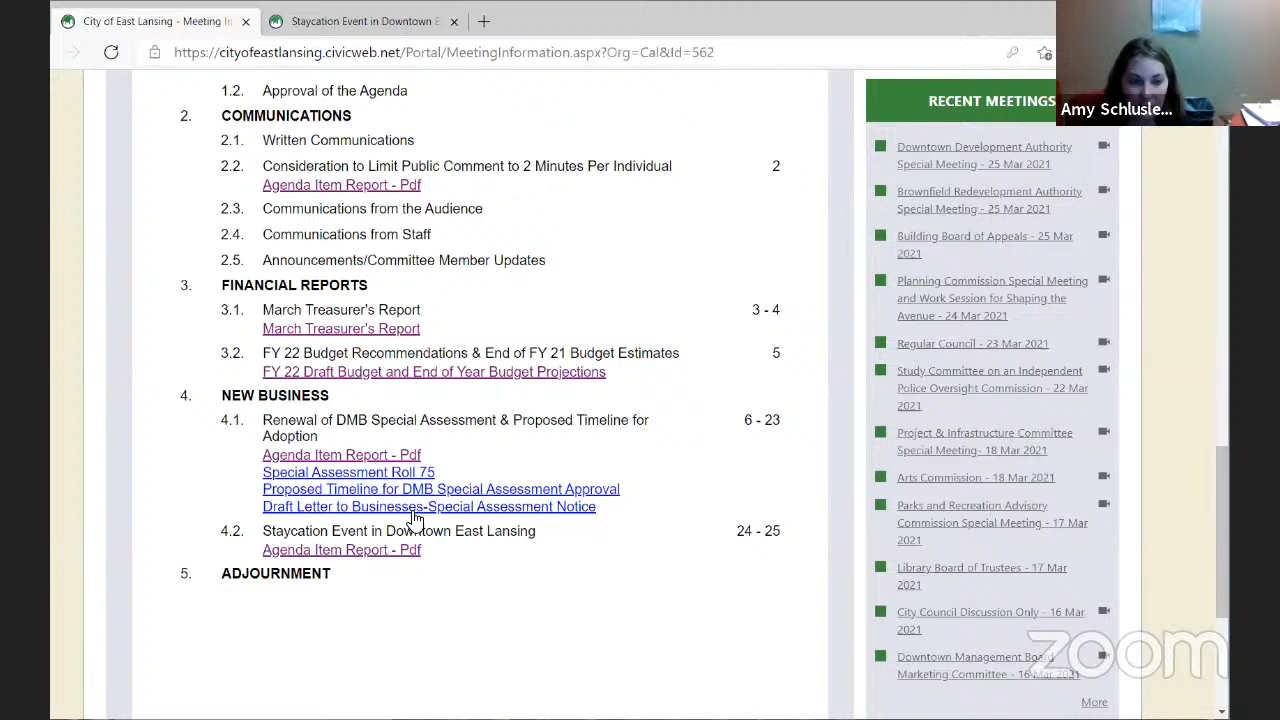 City of East Lansing - Meeting In
Staycation Event in Downtown E
https://cityofeastlansing.civicweb.net/Portal/MeetingInformation.aspx?Org=Cal&Id=562
Amy Schlusle...
1.2. Approval of the Agenda
2. COMMUNICATIONS
2.1. Written Communications
2.2. Consideration to Limit Public Comment to 2 Minutes Per Individual 2
Agenda Item Report - Pdf
2.3. Communications from the Audience
2.4. Communications from Staff
2.5. Announcements/Committee Member Updates
3. FINANCIAL REPORTS
3.1. March Treasurer's Report 3 - 4
March Treasurer's Report
3.2. FY 22 Budget Recommendations & End of FY 21 Budget Estimates 5
FY 22 Draft Budget and End of Year Budget Projections
4. NEW BUSINESS
4.1. Renewal of DMB Special Assessment & Proposed Timeline for 6 - 23
Adoption
Agenda Item Report - Pdf
Special Assessment Roll 75
Proposed Timeline for DMB Special Assessment Approval
Draft Letter to Businesses-Special Assessment Notice
4.2. Staycation Event in Downtown East Lansing 24 - 25
Agenda Item Report - Pdf
5. ADJOURNMENT
RECENT MEETINGS
Downtown Development Authority
Special Meeting - 25 Mar 2021
Brownfield Redevelopment Authority
Special Meeting - 25 Mar 2021
Building Board of Appeals - 25 Mar
2021
Planning Commission Special Meeting
and Work Session for Shaping the
Avenue - 24 Mar 2021
Regular Council - 23 Mar 2021
Study Committee on an Independent
Police Oversight Commission - 22 Mar
2021
Project & Infrastructure Committee
Special Meeting- 18 Mar 2021
Arts Commission - 18 Mar 2021
Parks and Recreation Advisory
Commission Special Meeting - 17 Mar
2021
Library Board of Trustees - 17 Mar
2021
City Council Discussion Only - 16 Mar
2021
Downtown Management Board
Marketing Committee - 16 Mar 2021
More
zoom